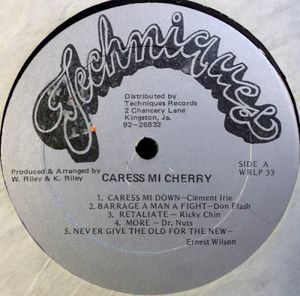 Techniques
Distributed by
Techniques Records
2 Chancery Lane
Kingston, Ja.
92-26832
Produced & Arranged by
W. Riley & K. Riley
CARESS MI CHERRY
SIDE A
WRLP 33
1. CARESS MI DOWN-Clement Irie
2. BARRAGE A MAN A FIGHT-Don Flash
3. RETALIATE - Ricky Chin
4. MORE - Dr. Nuts
5. NEVER GIVE THE OLD FOR THE NEW-
Ernest Wilson